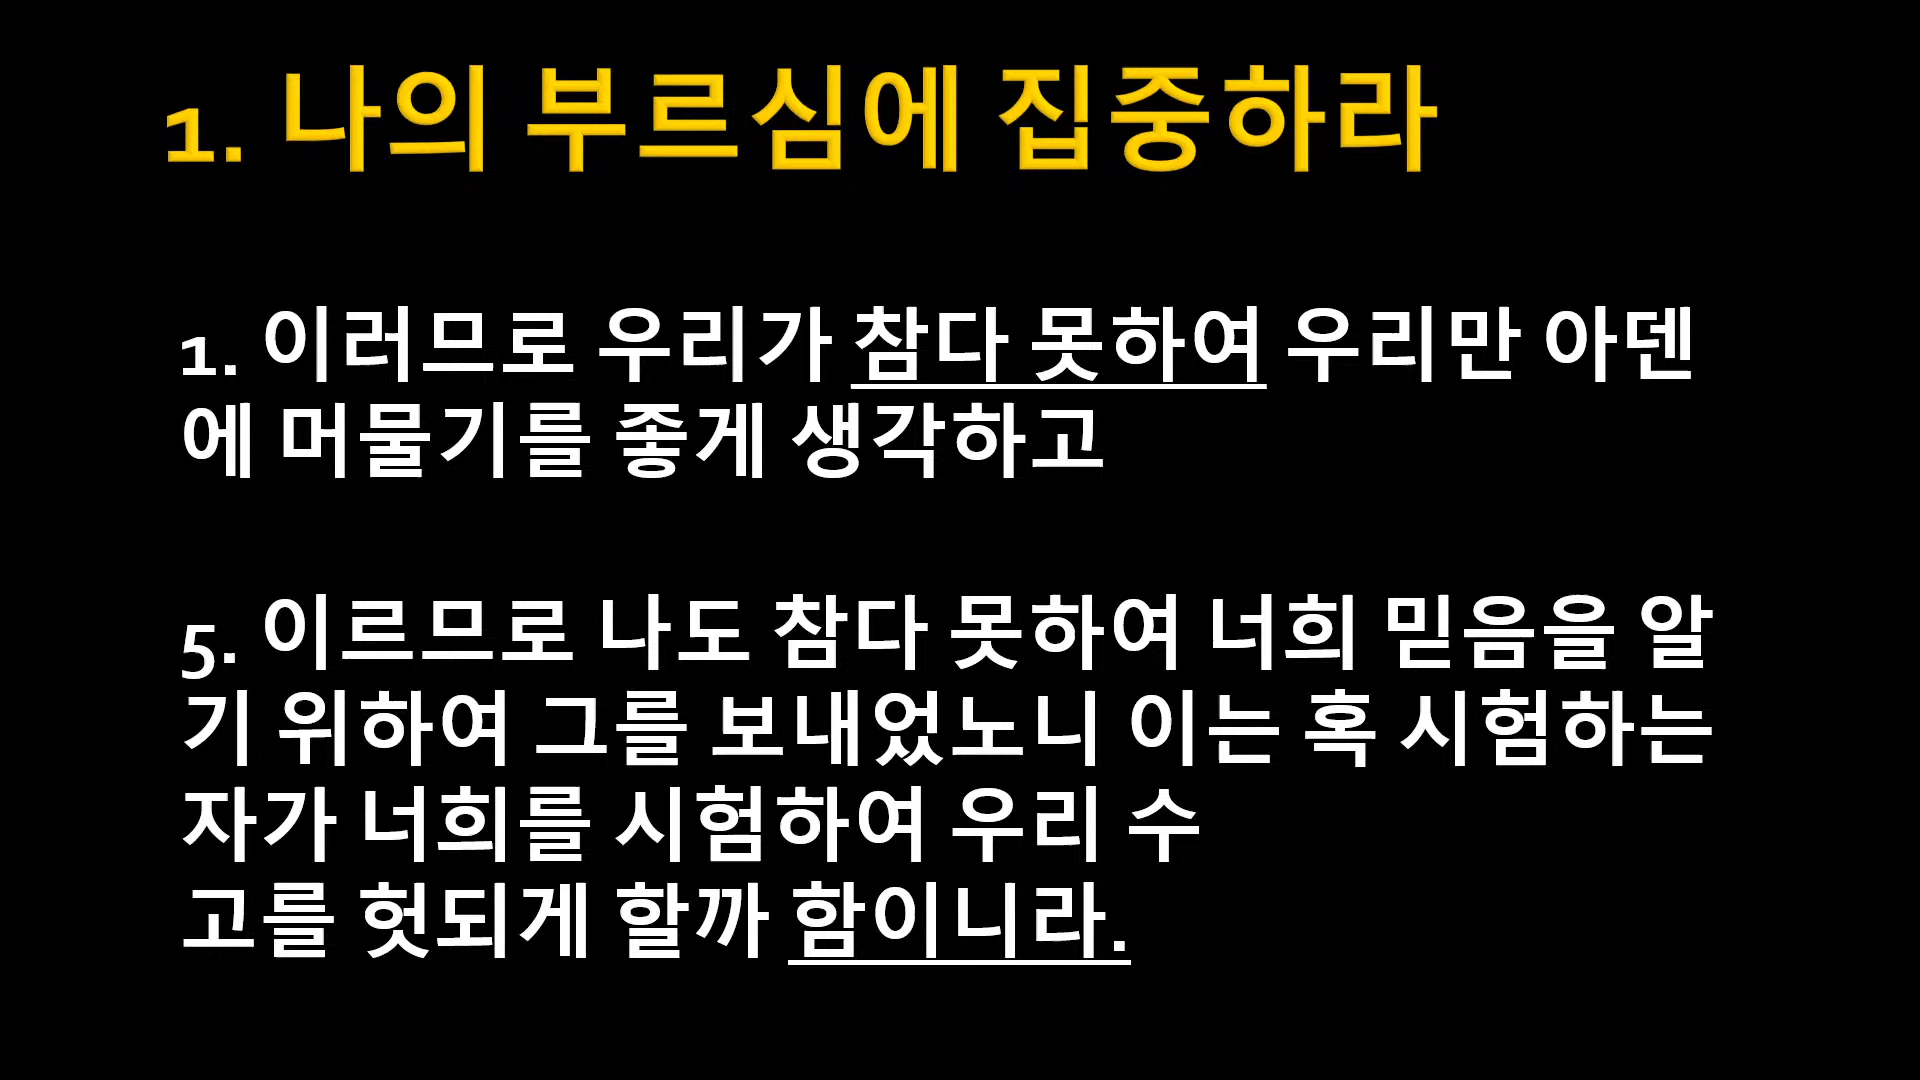 1. 나의 부르심에 집중하라
1. 이러므로 우리가 참다 못하여 우리만 아덴
에 머물기를 좋게 생각하고
5. 이르므로 나도 참다 못하여 너희 믿음을 알
기 위하여 그를 보내었노니 이는 혹 시험하는
자가 너희를 시험하여 우리 수
고를 헛되게 할까 함이니라.